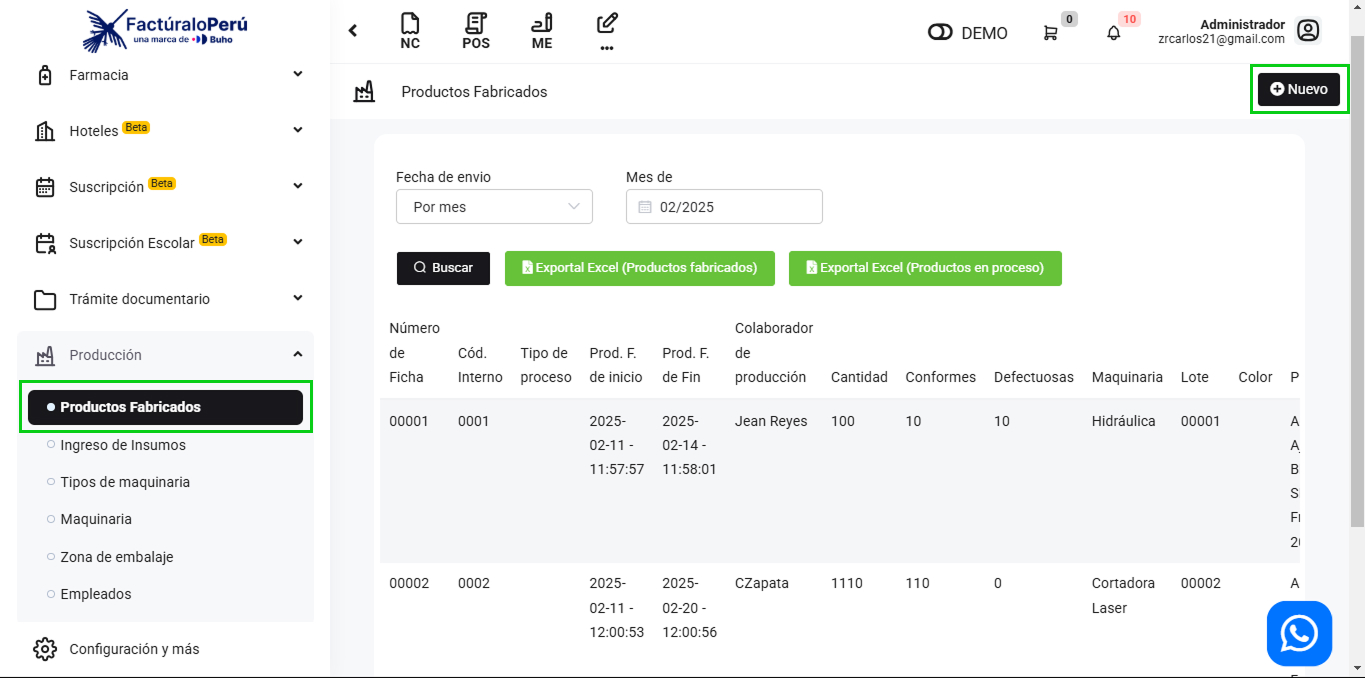 FactúraloPerú
una marca de Buho
Farmacia
Hoteles Beta
Suscripción Beta
Suscripción Escolar Beta
Trámite documentario
Producción
Productos Fabricados
Ingreso de Insumos
Tipos de maquinaria
Maquinaria
Zona de embalaje
Empleados
Configuración y más
NC POS ME ...
DEMO
0
10
Administrador
zrcarlos21@gmail.com
Productos Fabricados
Nuevo
Fecha de envio Mes de
Por mes 02/2025
Buscar Exportal Excel (Productos fabricados) Exportal Excel (Productos en proceso)
Número Colaborador
de Cód. Tipo de Prod. F. Prod. F. de
Ficha Interno proceso de inicio de Fin producción Cantidad Conformes Defectuosas Maquinaria Lote Color P
00001 0001 2025- 2025- Jean Reyes 100 10 10 Hidráulica 00001 A
02-11 - 02-14 - A
11:57:57 11:58:01 B
S
20
00002 0002 2025- 2025- CZapata 1110 110 0 Cortadora 00002 A
02-11 - 02-20 - Laser
12:00:53 12:00:56